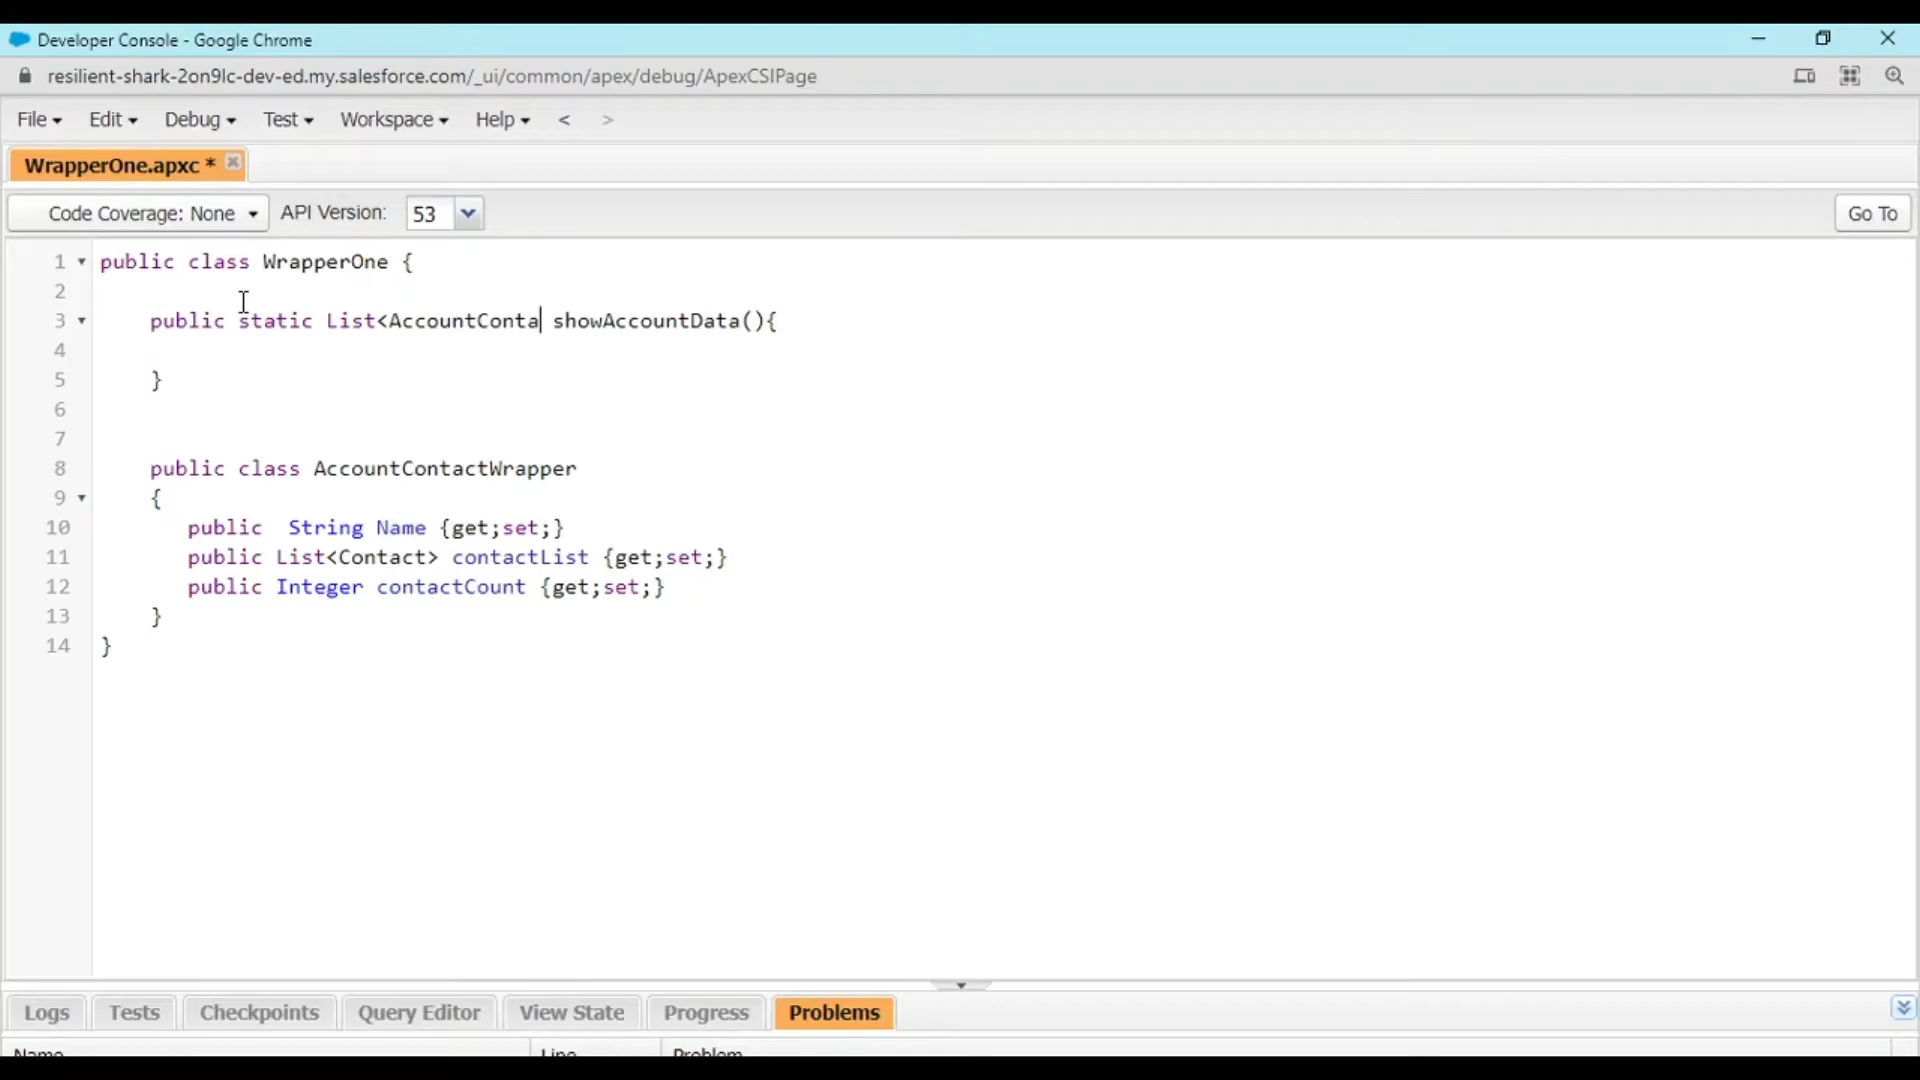 Developer Console - Google Chrome
resilient-shark-2on9lc-dev-ed.my.salesforce.com/_ui/common/apex/debug/ApexCSIPage
File Edit Debug Test Workspace Help < >
WrapperOne.apxc *
Code Coverage: None API Version: 53 Go To
1 public class WrapperOne {
2
3 public static List<AccountConta showAccountData(){
4
5 }
6
7
8 public class AccountContactWrapper
9 {
10 public  String Name {get;set;}
11 public List<Contact> contactList {get;set;}
12 public Integer contactCount {get;set;}
13 }
14 }
Logs Tests Checkpoints Query Editor View State Progress Problems
Name Line Problem